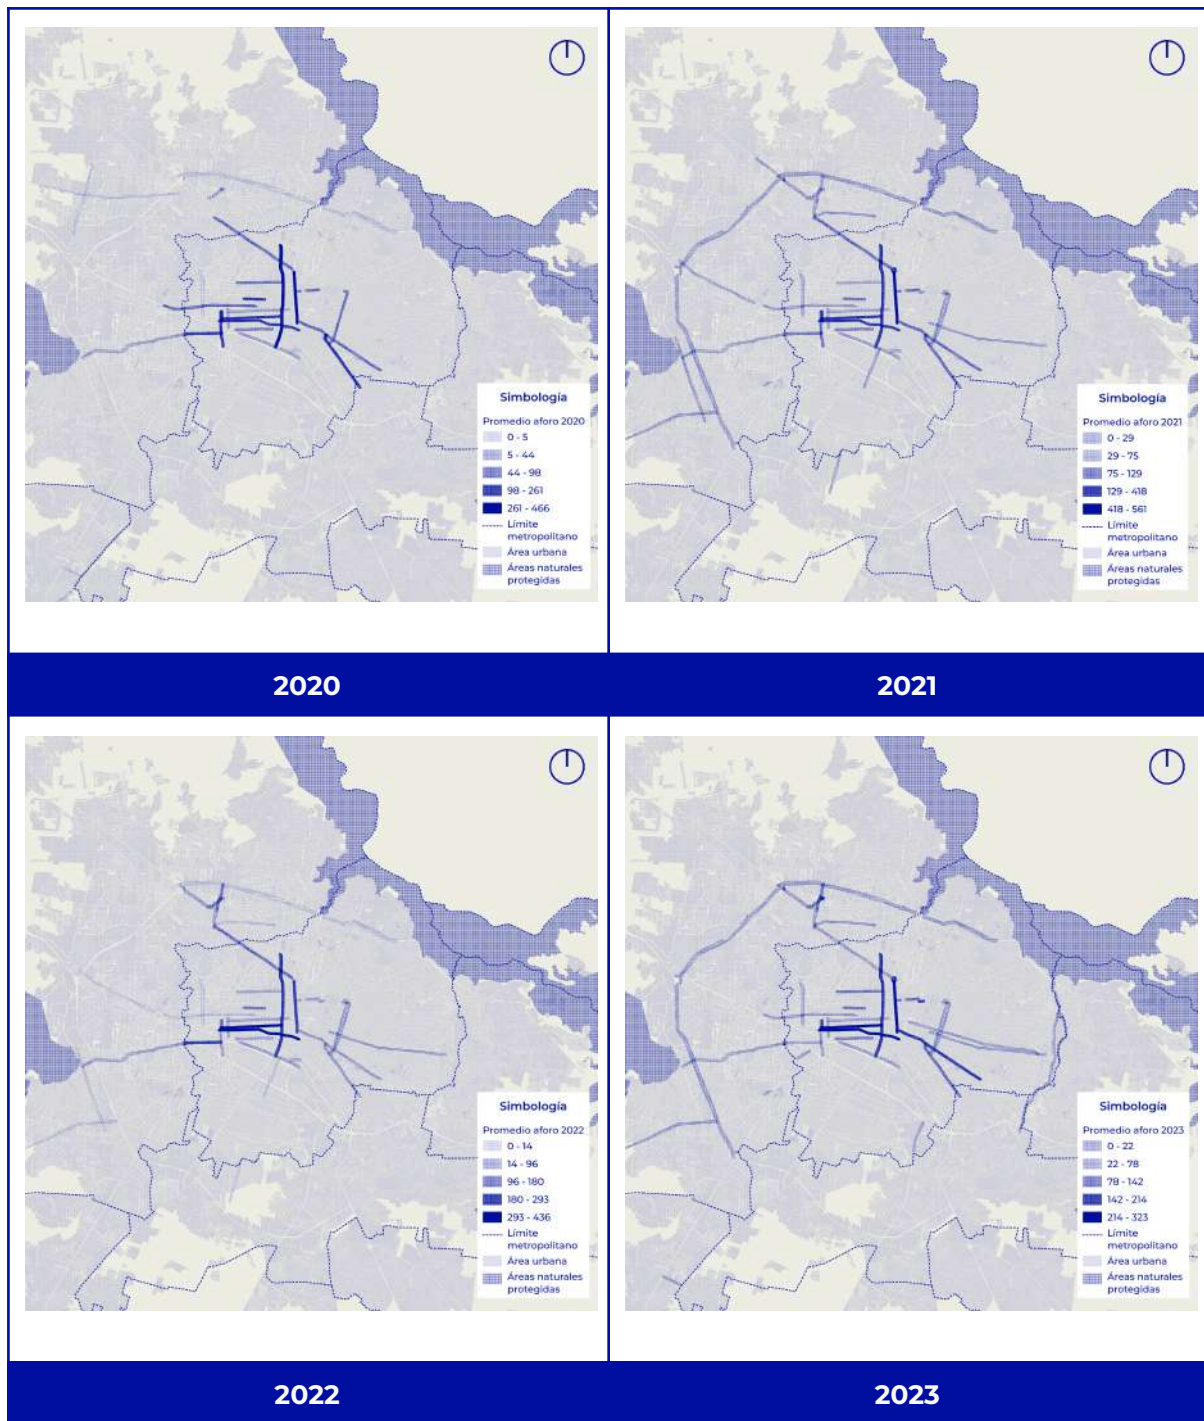 Simbología
Promedio aforo 2020
0 - 5
5 - 44
44 - 98
98 - 261
261 - 466
Límite
metropolitano
Área urbana
Áreas naturales
protegidas
Simbología
Promedio aforo 2021
0 - 29
29 - 75
75 - 129
129 - 418
418 - 561
Límite
metropolitano
Área urbana
Áreas naturales
protegidas
2020
2021
Simbología
Promedio aforo 2022
0 - 14
14 - 96
96 - 180
180 - 293
293 - 436
Límite
metropolitano
Área urbana
Áreas naturales
protegidas
Simbología
Promedio aforo 2023
0 - 22
22 - 78
78 - 142
142 - 214
214 - 323
Límite
metropolitano
Área urbana
Áreas naturales
protegidas
2022
2023